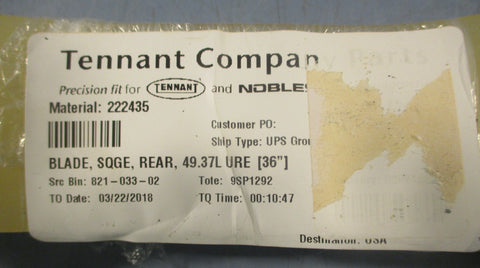 Tennant Compan
Precision fit for TENNANT and NOBLES
Material: 222435
Customer PO:
Ship Type: UPS Grou
BLADE, SQGE, REAR, 49.37L URE [36”]
Src Bin: 821-033-02 Tote: 9SP1292
TO Date: 03/22/2018 TQ Time: 00:10:47
Destination: USA